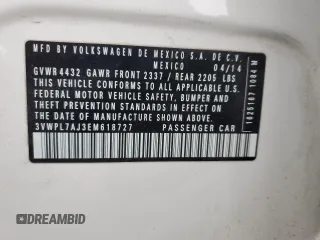 MFD BY VOLKSWAGEN DE MEXICO S.A. DE C.V.
MEXICO 04/14
GVWR 4432 GAWR FRONT 2337 / REAR 2205 LBS
THIS VEHICLE CONFORMS TO ALL APPLICABLE U.S.
FEDERAL MOTOR VEHICLE SAFETY, BUMPER AND
THEFT PREVENTION STANDARDS IN EFFECT ON THE
DATE OF MANUFACTURE SHOWN ABOVE
3VWPL7AJ3EM618727 PASSENGER CAR
DREAMBID